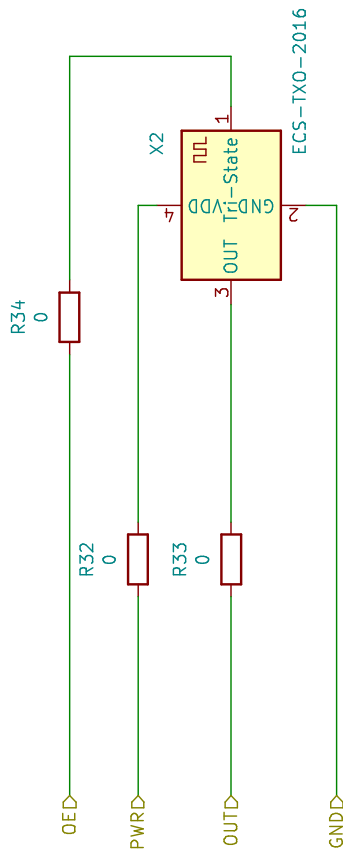 ECS-TXO-2016
X2
1
Tri-State
VDD
4
GND
2
OUT
3
R34
0
R32
0
R33
0
OE
PWR
OUT
GND